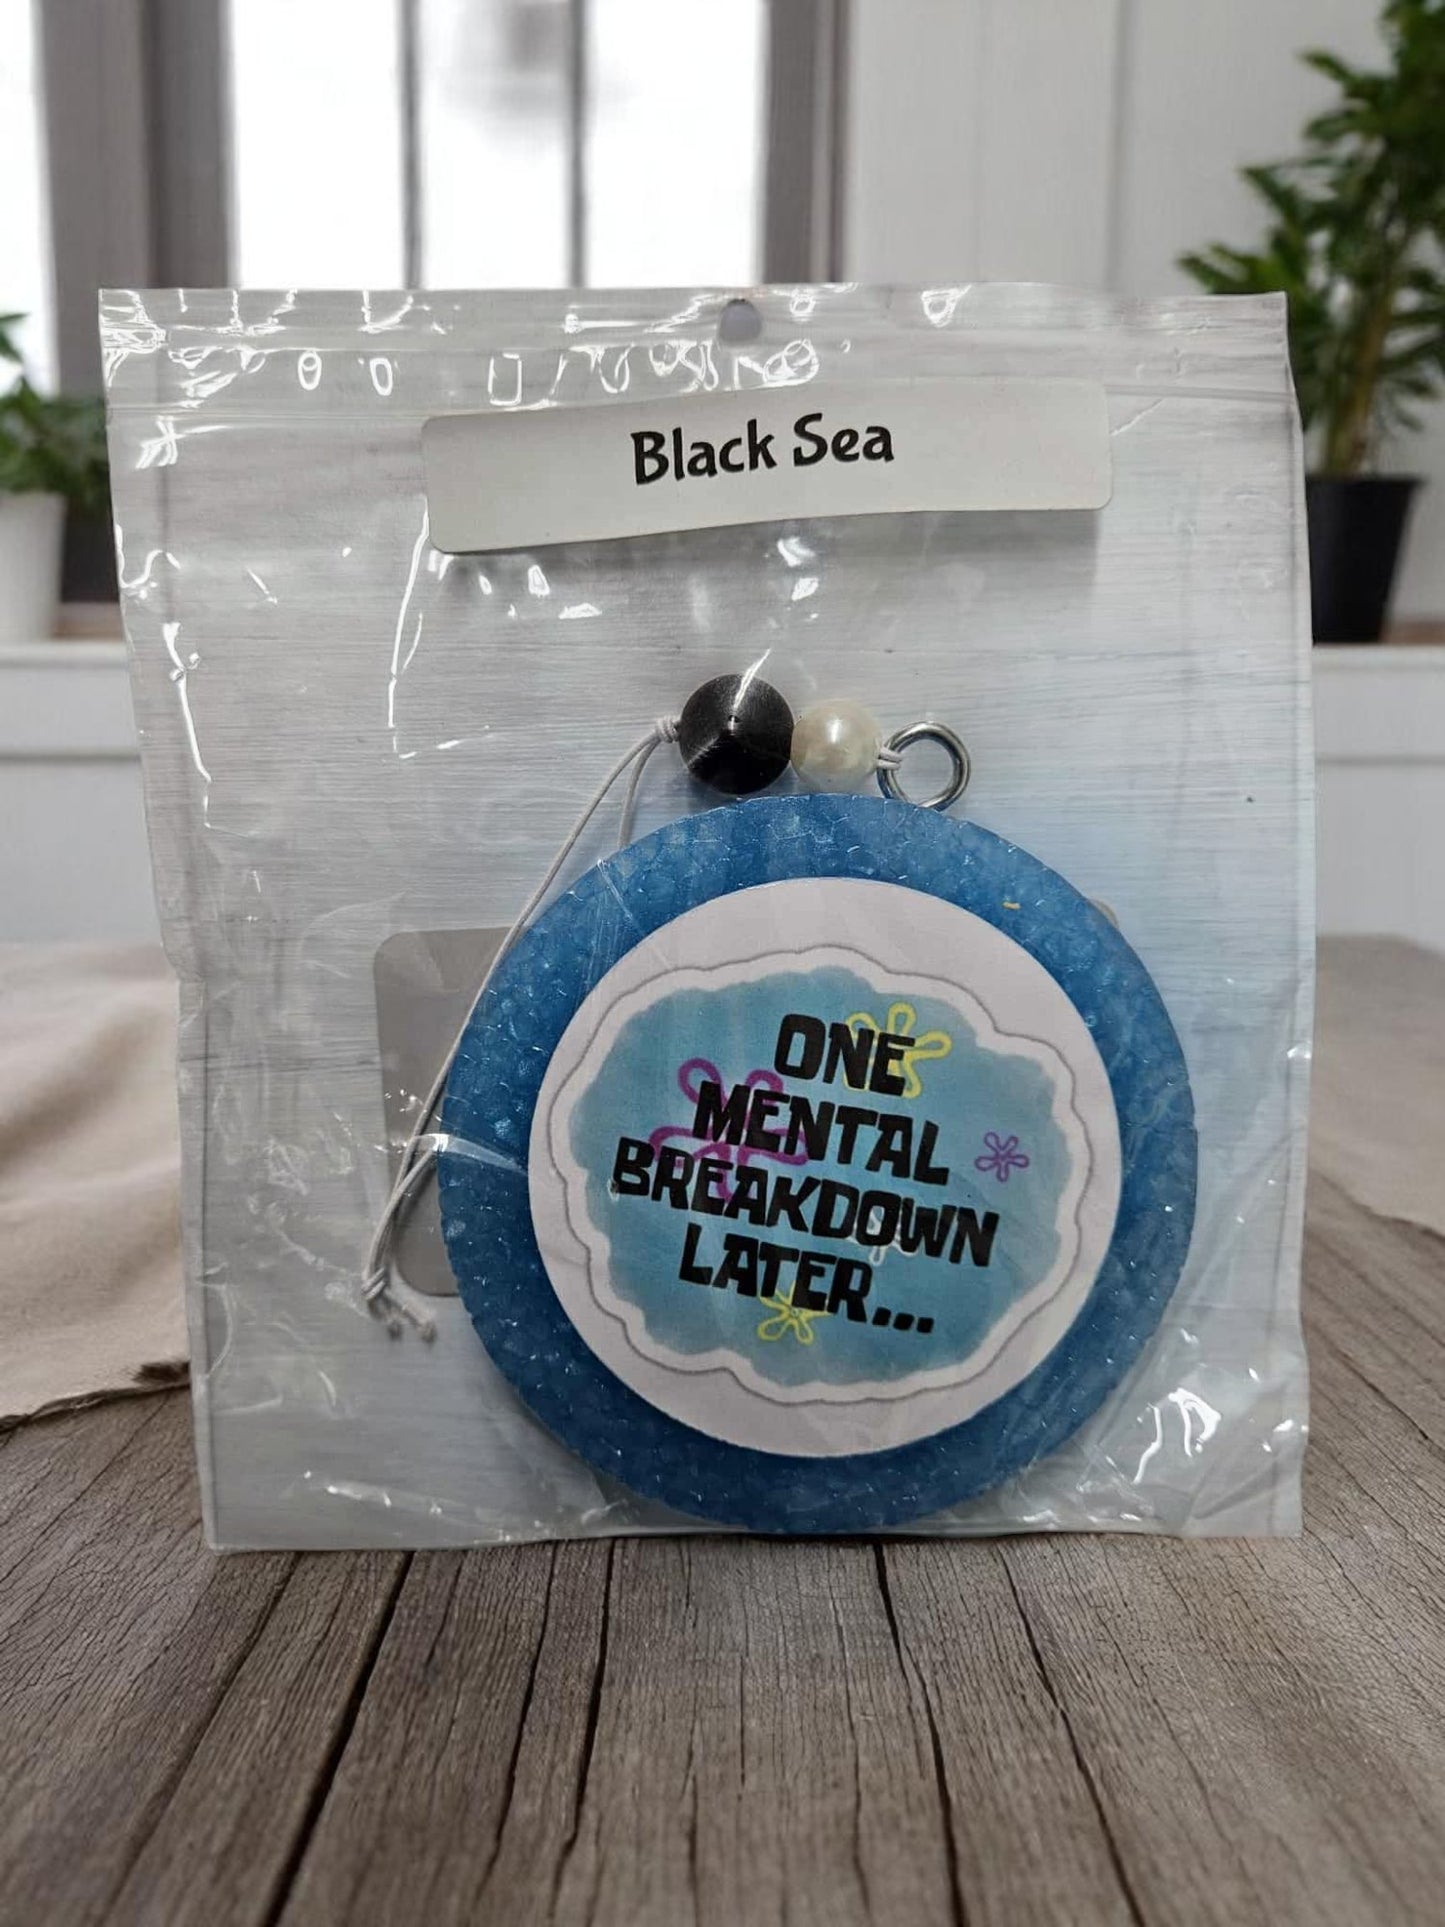 Black Sea
ONE
MENTAL
BREAKDOWN
LATER...